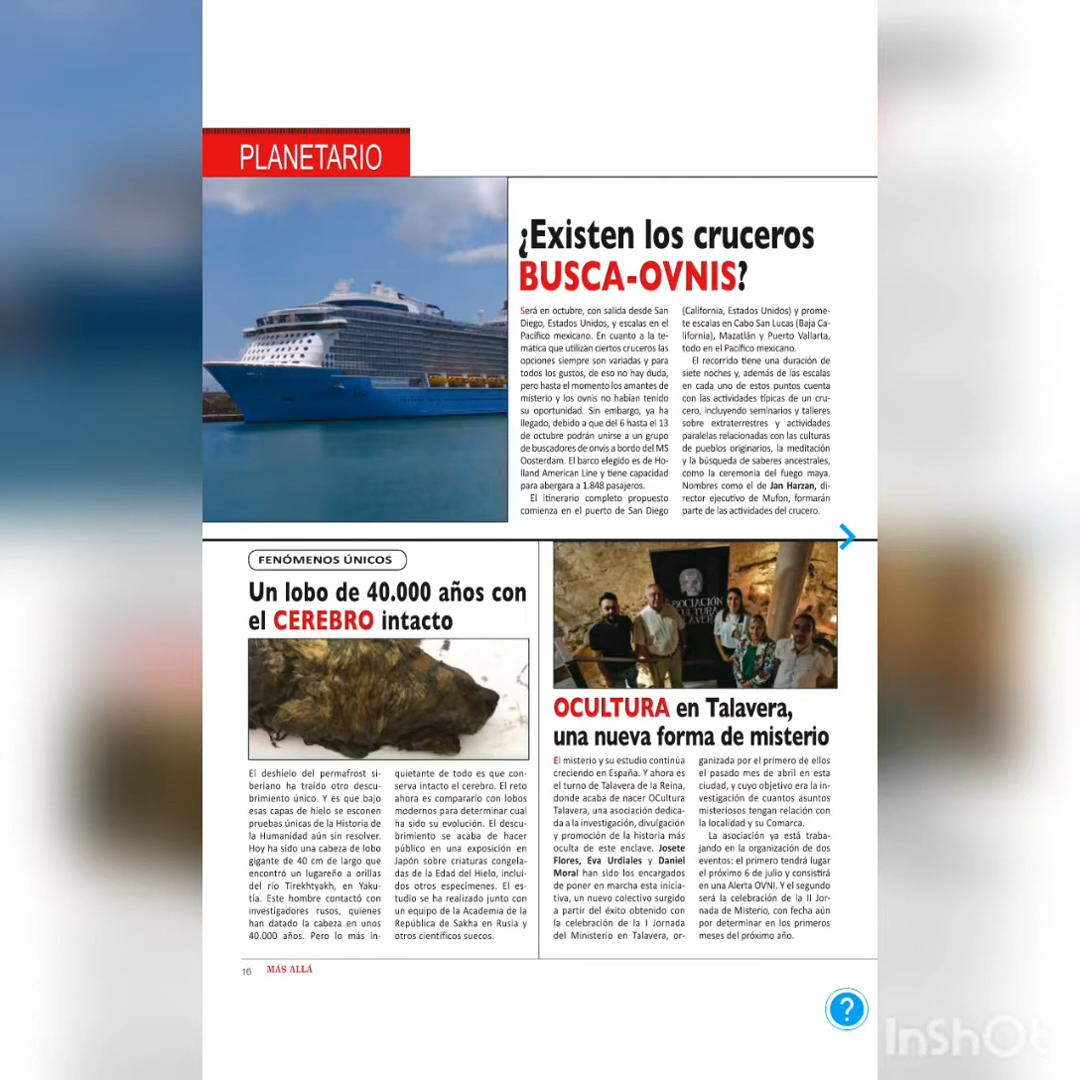 PLANETARIO
¿Existen los cruceros
BUSCA-OVNIS?
Será en octubre, con salida desde San
Diego, Estados Unidos, y escalas en el
Pacífico mexicano. En cuanto a la te-
mática que utilizan ciertos cruceros las
opciones siempre son variadas y para
todos los gustos, de eso no hay duda,
pero hasta el momento los amantes de
misterio y los ovnis no habían tenido
su oportunidad. Sin embargo, ya ha
llegado, debido a que del 6 hasta el 13
de octubre podrán unirse a un grupo
de buscadores de onvis a bordo del MS
Oosterdam. El barco elegido es de Ho-
lland American Line y tiene capacidad
para abergara a 1.848 pasajeros.
El itinerario completo propuesto
comienza en el puerto de San Diego
(California, Estados Unidos) y prome-
te escalas en Cabo San Lucas (Baja Ca-
lifornia), Mazatlán y Puerto Vallarta,
todo en el Pacífico mexicano.
El recorrido tiene una duración de
siete noches y, además de las escalas
en cada uno de estos puntos cuenta
con las actividades típicas de un cru-
cero, incluyendo seminarios y talleres
sobre extraterrestres y actividades
paralelas relacionadas con las culturas
de pueblos originarios, la meditación
y la búsqueda de saberes ancestrales,
como la ceremonia del fuego maya.
Nombres como el de Jan Harzan, di-
rector ejecutivo de Mufon, formarán
parte de las actividades del crucero.
FENÓMENOS ÚNICOS
Un lobo de 40.000 años con
el CEREBRO intacto
El deshielo del permafrost si-
beriano ha traído otro descu-
brimiento único. Y es que bajo
esas capas de hielo se esconen
pruebas únicas de la Historia de
la Humanidad aún sin resolver.
Hoy ha sido una cabeza de lobo
gigante de 40 cm de largo que
encontró un lugareño a orillas
del río Tirekhtyakh, en Yaku-
tia. Este hombre contactó con
investigadores rusos, quienes
han datado la cabeza en unos
40.000 años. Pero lo más in-
quietante de todo es que con-
serva intacto el cerebro. El reto
ahora es compararlo con lobos
modernos para determinar cual
ha sido su evolución. El descu-
brimiento se acaba de hacer
público en una exposición en
Japón sobre criaturas congela-
das de la Edad del Hielo, inclui-
dos otros especímenes. El es-
tudio se ha realizado junto con
un equipo de la Academia de la
República de Sakha en Rusia y
otros científicos suecos.
OCIACIÓN
CULTURA
LAVERA
OCULTURA en Talavera,
una nueva forma de misterio
El misterio y su estudio continúa
creciendo en España. Y ahora es
el turno de Talavera de la Reina,
donde acaba de nacer OCultura
Talavera, una asociación dedica-
da a la investigación, divulgación
y promoción de la historia más
oculta de este enclave. Josete
Flores, Eva Urdiales y Daniel
Moral han sido los encargados
de poner en marcha esta inicia-
tiva, un nuevo colectivo surgido
a partir del éxito obtenido con
la celebración de la I Jornada
del Ministerio en Talavera, or-
ganizada por el primero de ellos
el pasado mes de abril en esta
ciudad, y cuyo objetivo era la in-
vestigación de cuantos asuntos
misteriosos tengan relación con
la localidad y su Comarca.
La asociación ya está traba-
jando en la organización de dos
eventos: el primero tendrá lugar
el próximo 6 de julio y consistirá
en una Alerta OVNI. Y el segundo
será la celebración de la II Jor-
nada de Misterio, con fecha aún
por determinar en los primeros
meses del próximo año.
16 MÁS ALLÁ
?
InShOt